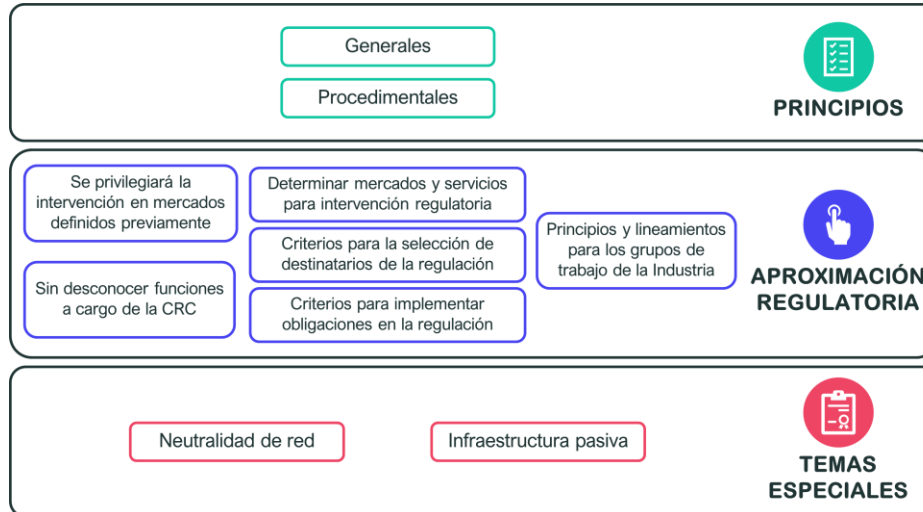 Generales
Procedimentales
PRINCIPIOS
Se privilegiará la
intervención en mercados
definidos previamente
Sin desconocer funciones
a cargo de la CRC
Determinar mercados y servicios
para intervención regulatoria
Criterios para la selección de
destinatarios de la regulación
Criterios para implementar
obligaciones en la regulación
Principios y lineamientos
para los grupos de
trabajo de la Industria
APROXIMACIÓN
REGULATORIA
Neutralidad de red
Infraestructura pasiva
TEMAS
ESPECIALES